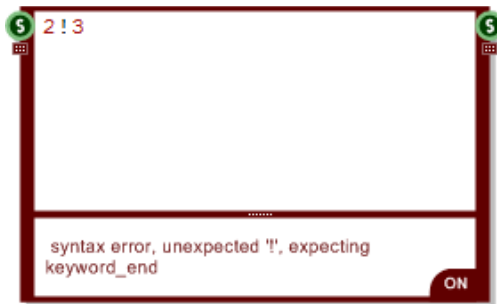 S
S
2!3
syntax error, unexpected '!', expecting
keyword_end
ON